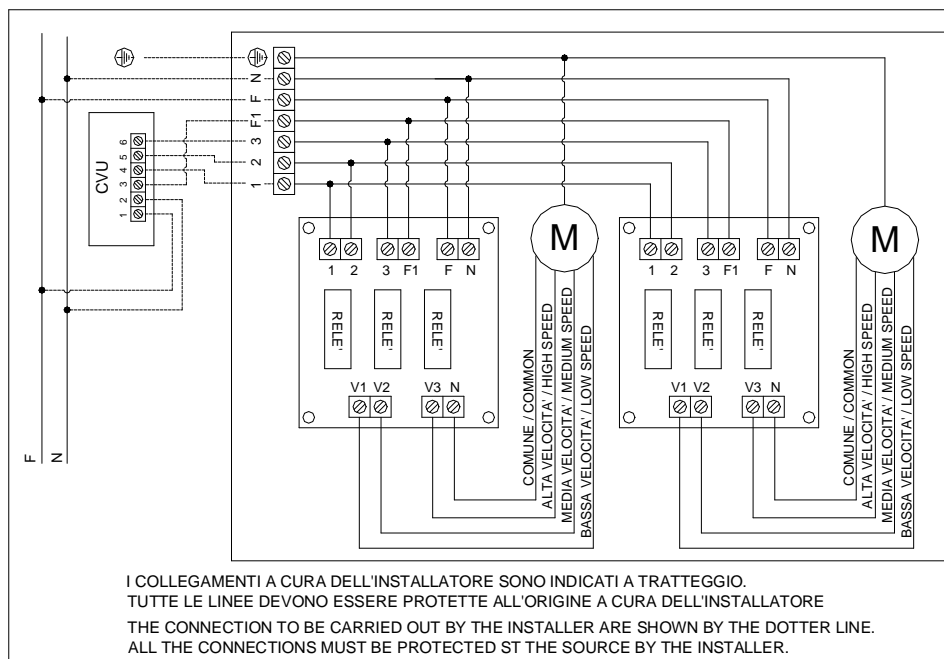 N
F
F1
3
2
1
CVU
6
5
4
3
2
1
M
M
1 2 3 F1 F N
1 2 3 F1 F N
RELE' RELE' RELE'
RELE' RELE' RELE'
V1 V2 V3 N
V1 V2 V3 N
COMUNE / COMMON
ALTA VELOCITA' / HIGH SPEED
MEDIA VELOCITA' / MEDIUM SPEED
BASSA VELOCITA' / LOW SPEED
COMUNE / COMMON
ALTA VELOCITA' / HIGH SPEED
MEDIA VELOCITA' / MEDIUM SPEED
BASSA VELOCITA' / LOW SPEED
F
N
I COLLEGAMENTI A CURA DELL'INSTALLATORE SONO INDICATI A TRATTEGGIO.
TUTTE LE LINEE DEVONO ESSERE PROTETTE ALL'ORIGINE A CURA DELL'INSTALLATORE
THE CONNECTION TO BE CARRIED OUT BY THE INSTALLER ARE SHOWN BY THE DOTTER LINE.
ALL THE CONNECTIONS MUST BE PROTECTED ST THE SOURCE BY THE INSTALLER.